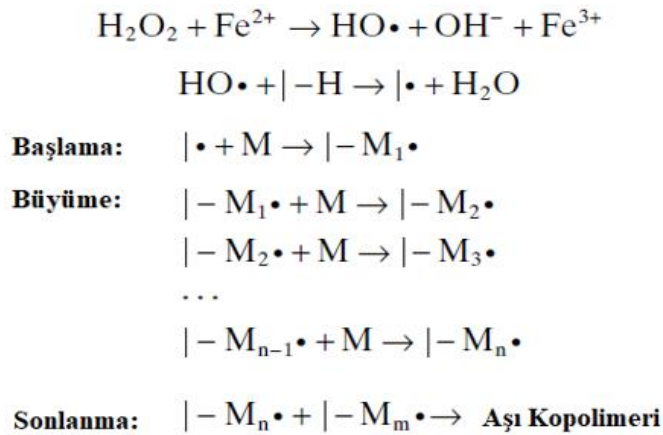 H₂O₂ + Fe²⁺ → HO• + OH⁻ + Fe³⁺
HO• + |−H → |• + H₂O
Başlama: |• + M → |− M₁•
Büyüme: |− M₁• + M → |− M₂•
|− M₂• + M → |− M₃•
...
|− Mₙ₋₁• + M → |− Mₙ•
Sonlanma: |− Mₙ• + |− Mₘ• → Aşı Kopolimeri